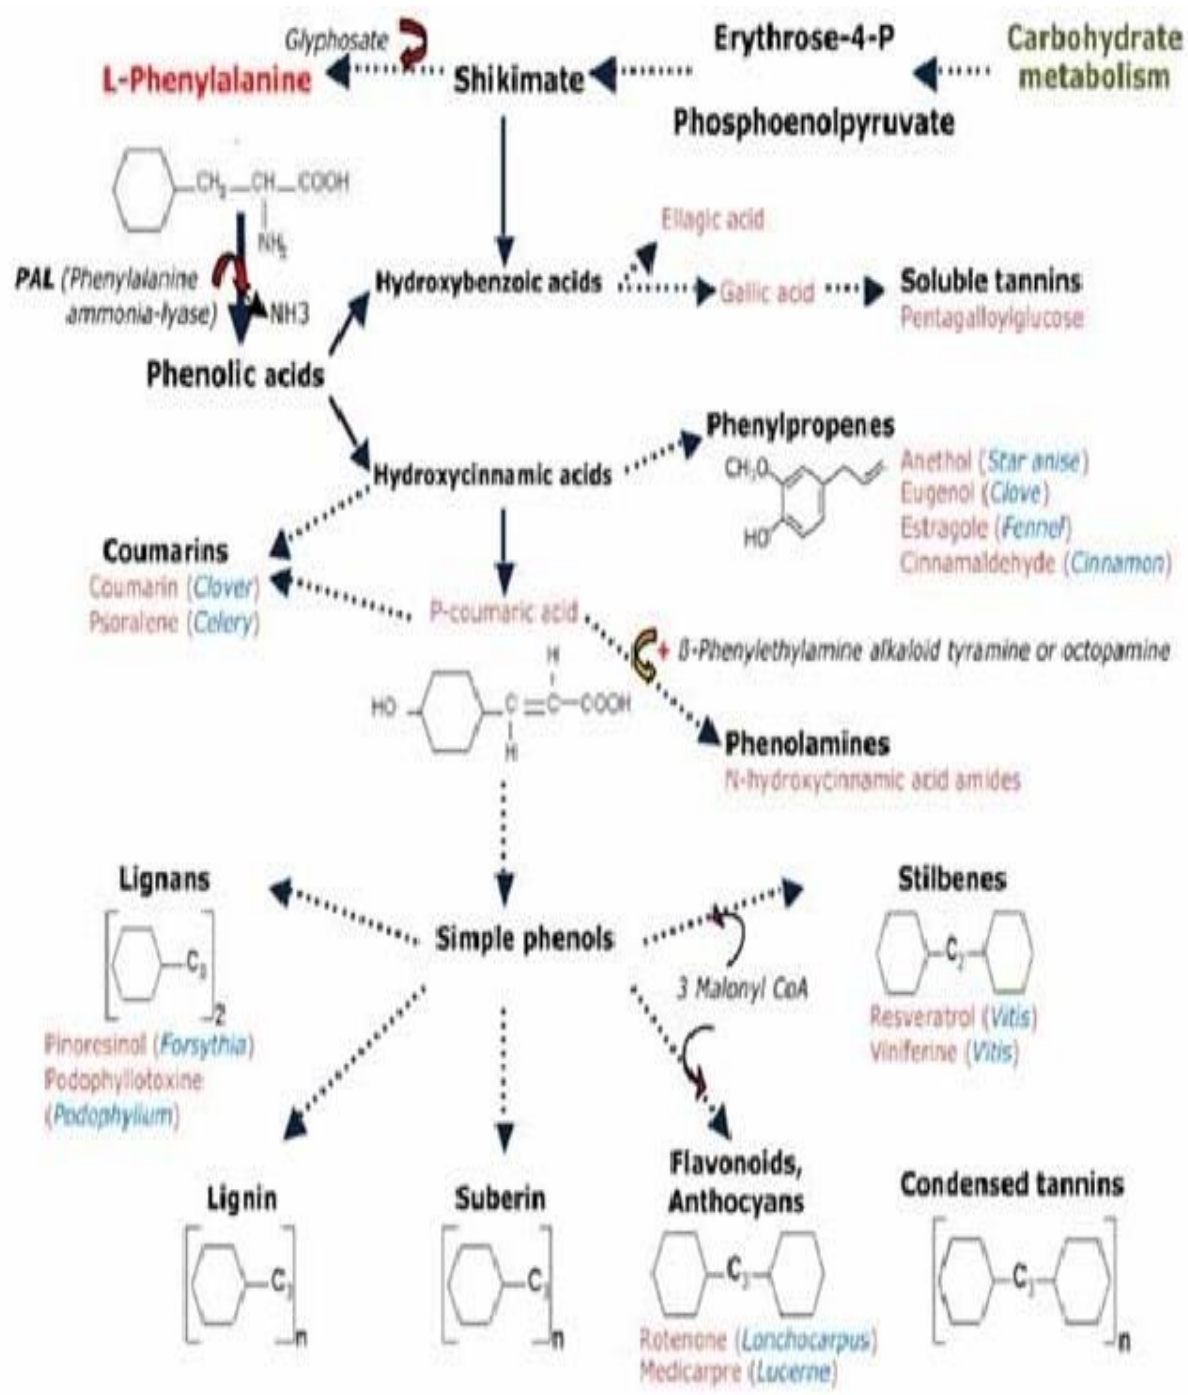 Glyphosate
Erythrose-4-P
Carbohydrate
metabolism
L-Phenylalanine
Shikimate
Phosphoenolpyruvate
CH2 CH COOH
NH2
Ellagic acid
PAL (Phenylalanine
ammonia-lyase)
NH3
Hydroxybenzoic acids
Gallic acid
Soluble tannins
Pentagalloylglucose
Phenolic acids
Phenylpropenes
Hydroxycinnamic acids
CH3O
HO
Anethol (Star anise)
Eugenol (Clove)
Estragole (Fennel)
Cinnamaldehyde (Cinnamon)
Coumarins
Coumarin (Clover)
Psoralene (Celery)
P-coumaric acid
+ ß-Phenylethylamine alkaloid tyramine or octopamine
H
HO C=C-COOH
H
Phenolamines
N-hydroxycinnamic acid amides
Lignans
C3
2
Pinoresinol (Forsythia)
Podophyllotoxine
(Podophylium)
Simple phenols
3 Malonyl CoA
Stilbenes
C2
Resveratrol (Vitis)
Viniferine (Vitis)
Lignin
C3
n
Suberin
C3
n
Flavonoids,
Anthocyans
C3
Rotenone (Lonchocarpus)
Medicarpre (Lucerne)
Condensed tannins
C3
n